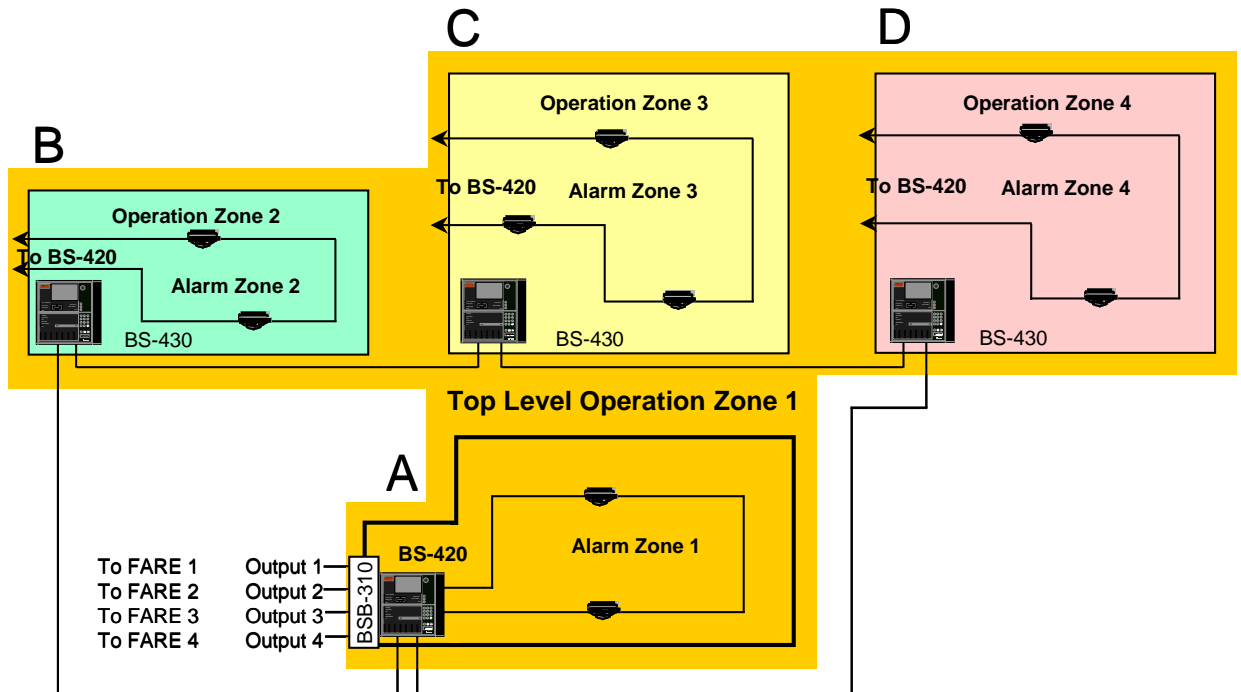 C
D
B
A
Operation Zone 3
To BS-420
Alarm Zone 3
BS-430
Operation Zone 4
To BS-420
Alarm Zone 4
BS-430
Operation Zone 2
To BS-420
Alarm Zone 2
BS-430
Top Level Operation Zone 1
BS-420
Alarm Zone 1
BSB-310
To FARE 1 Output 1
To FARE 2 Output 2
To FARE 3 Output 3
To FARE 4 Output 4